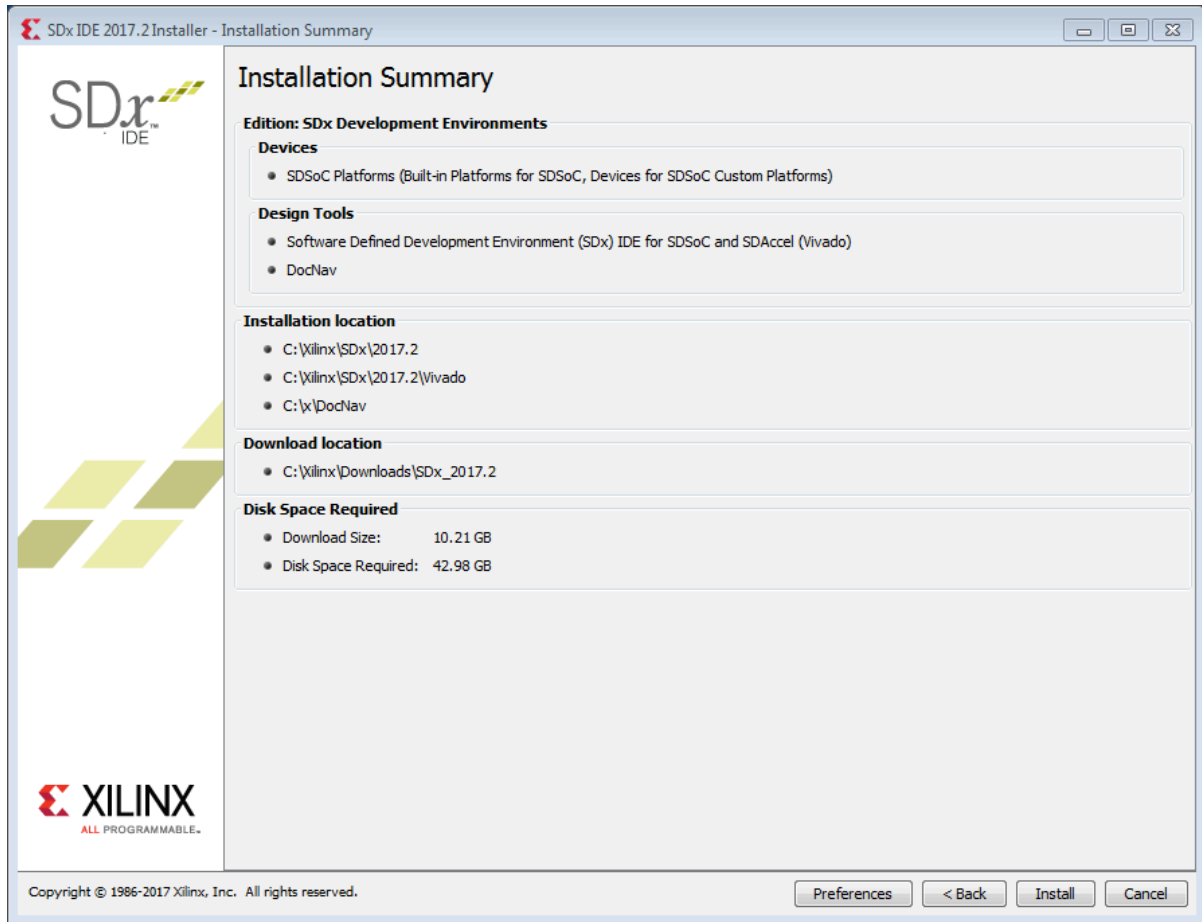 SDx IDE 2017.2 Installer - Installation Summary
SDx™
IDE
Installation Summary
Edition: SDx Development Environments
Devices
SDSoC Platforms (Built-in Platforms for SDSoC, Devices for SDSoC Custom Platforms)
Design Tools
Software Defined Development Environment (SDx) IDE for SDSoC and SDAccel (Vivado)
DocNav
Installation location
C:\Xilinx\SDx\2017.2
C:\Xilinx\SDx\2017.2\Vivado
C:\x\DocNav
Download location
C:\Xilinx\Downloads\SDx_2017.2
Disk Space Required
Download Size: 10.21 GB
Disk Space Required: 42.98 GB
XILINX
ALL PROGRAMMABLE™
Copyright © 1986-2017 Xilinx, Inc. All rights reserved.
Preferences < Back Install Cancel